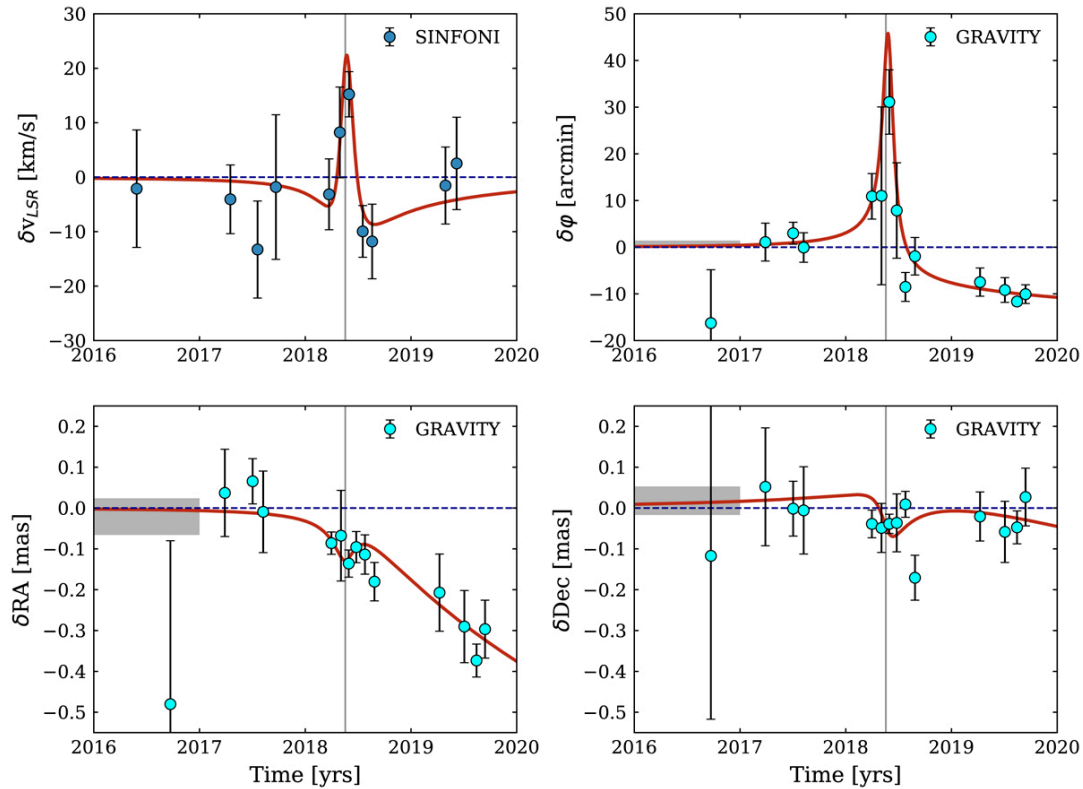 30
20
10
0
−10
−20
−30
δv_LSR [km/s]
SINFONI
2016 2017 2018 2019 2020
50
40
30
20
10
0
−10
−20
δφ [arcmin]
GRAVITY
2016 2017 2018 2019 2020
0.2
0.1
0.0
−0.1
−0.2
−0.3
−0.4
−0.5
δRA [mas]
GRAVITY
2016 2017 2018 2019 2020
Time [yrs]
0.2
0.1
0.0
−0.1
−0.2
−0.3
−0.4
−0.5
δDec [mas]
GRAVITY
2016 2017 2018 2019 2020
Time [yrs]